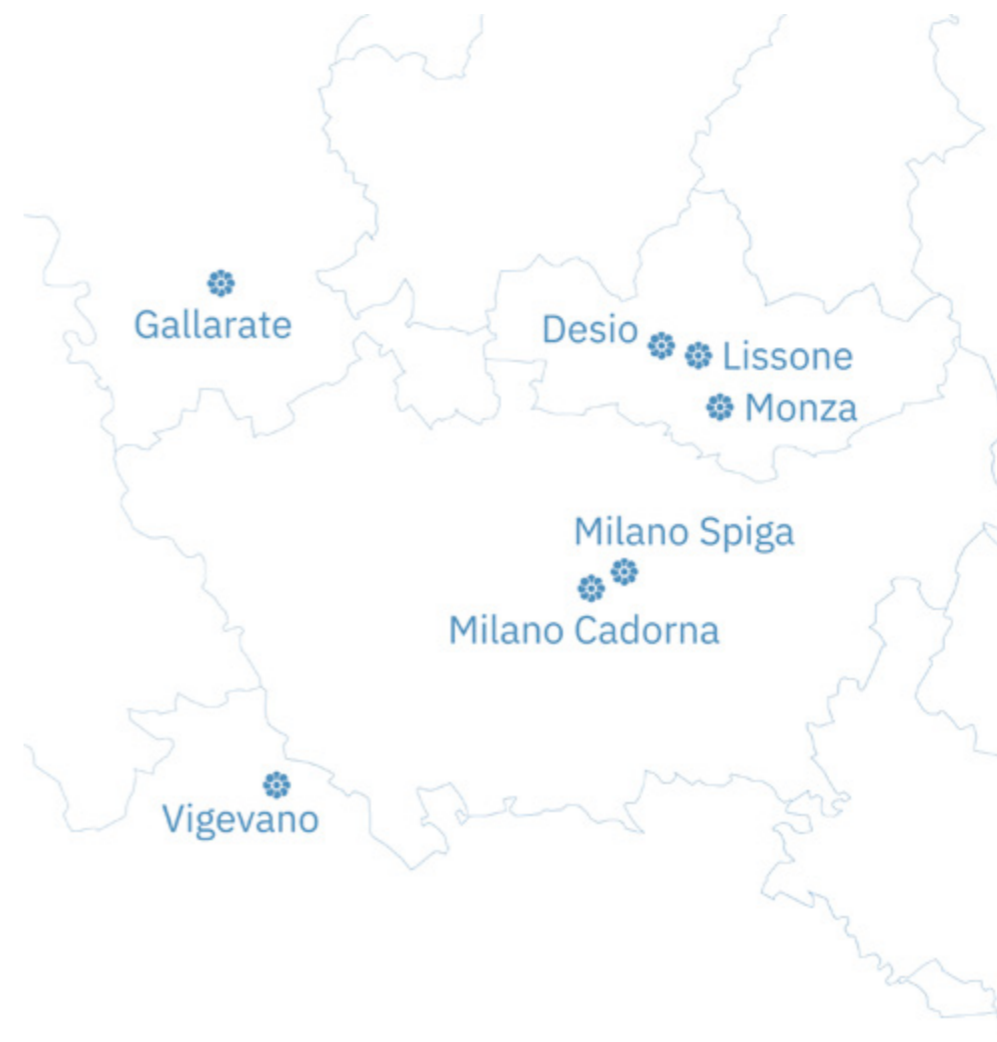 Gallarate
Desio
Lissone
Monza
Milano Spiga
Milano Cadorna
Vigevano